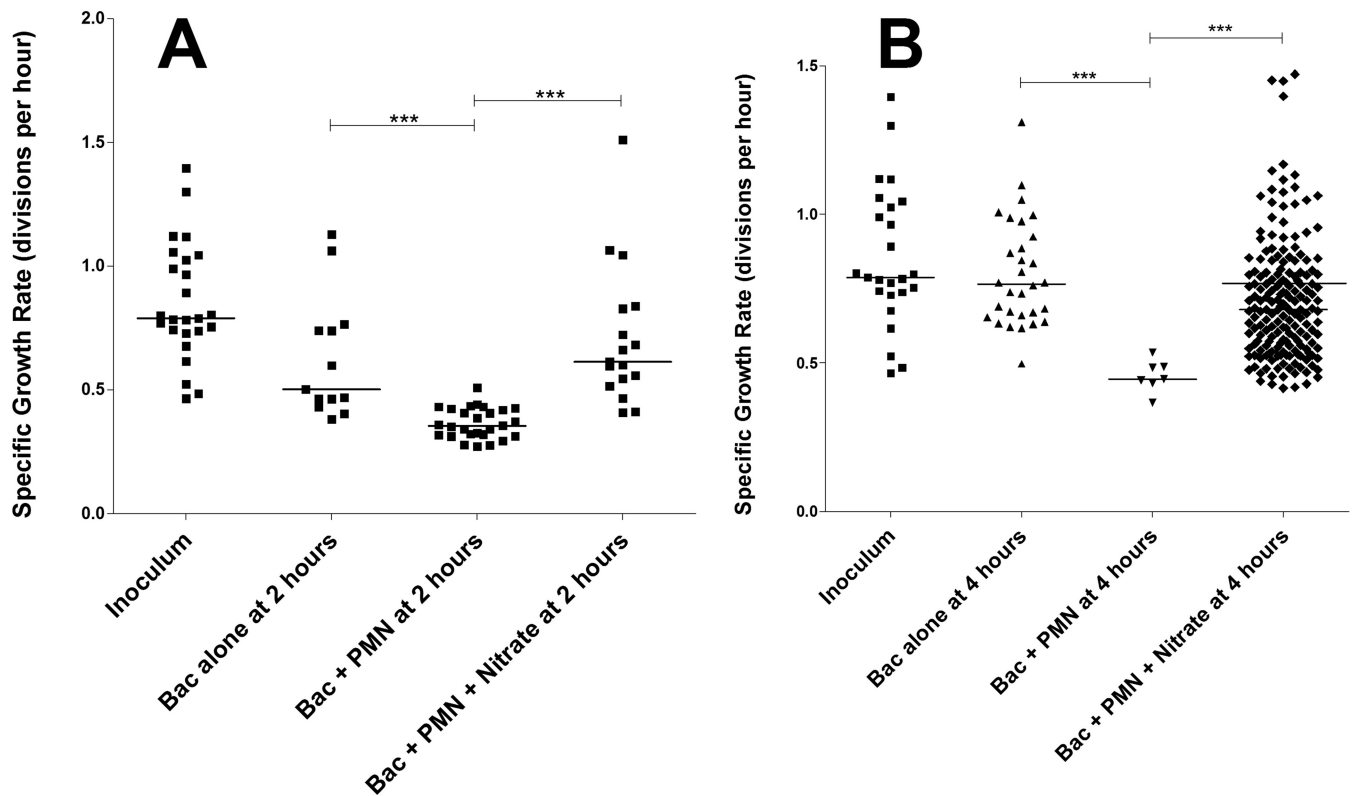 A
Specific Growth Rate (divisions per hour)
2.0
1.5
1.0
0.5
0.0
***
***
Inoculum
Bac alone at 2 hours
Bac + PMN at 2 hours
Bac + PMN + Nitrate at 2 hours
B
Specific Growth Rate (divisions per hour)
1.5
1.0
0.5
0.0
***
***
Inoculum
Bac alone at 4 hours
Bac + PMN at 4 hours
Bac + PMN + Nitrate at 4 hours